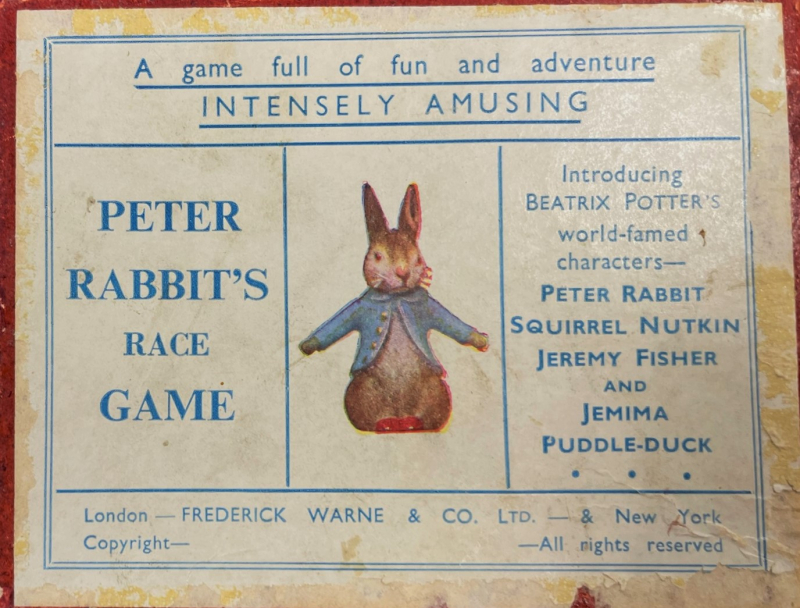 A game full of fun and adventure
INTENSELY AMUSING
PETER
RABBIT'S
RACE
GAME
Introducing
BEATRIX POTTER'S
world-famed
characters—
PETER RABBIT
SQUIRREL NUTKIN
JEREMY FISHER
AND
JEMIMA
PUDDLE-DUCK
London — FREDERICK WARNE & CO. LTD. — & New York
Copyright— —All rights reserved